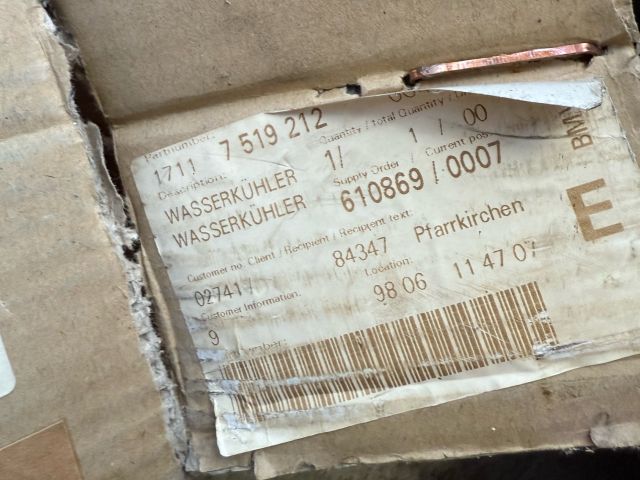 Partnumber:
1711 7 519 212
Description: Quantity / total Quantity /
WASSERKÜHLER 1/ 1 / 00
WASSERKÜHLER Supply Order / Current pos
610869 / 0007
Customer no. Client / Recipient / Recipient text:
02741/ 84347 Pfarrkirchen
Customer Information: Location:
9 98 06 11 47 07
BMW
E